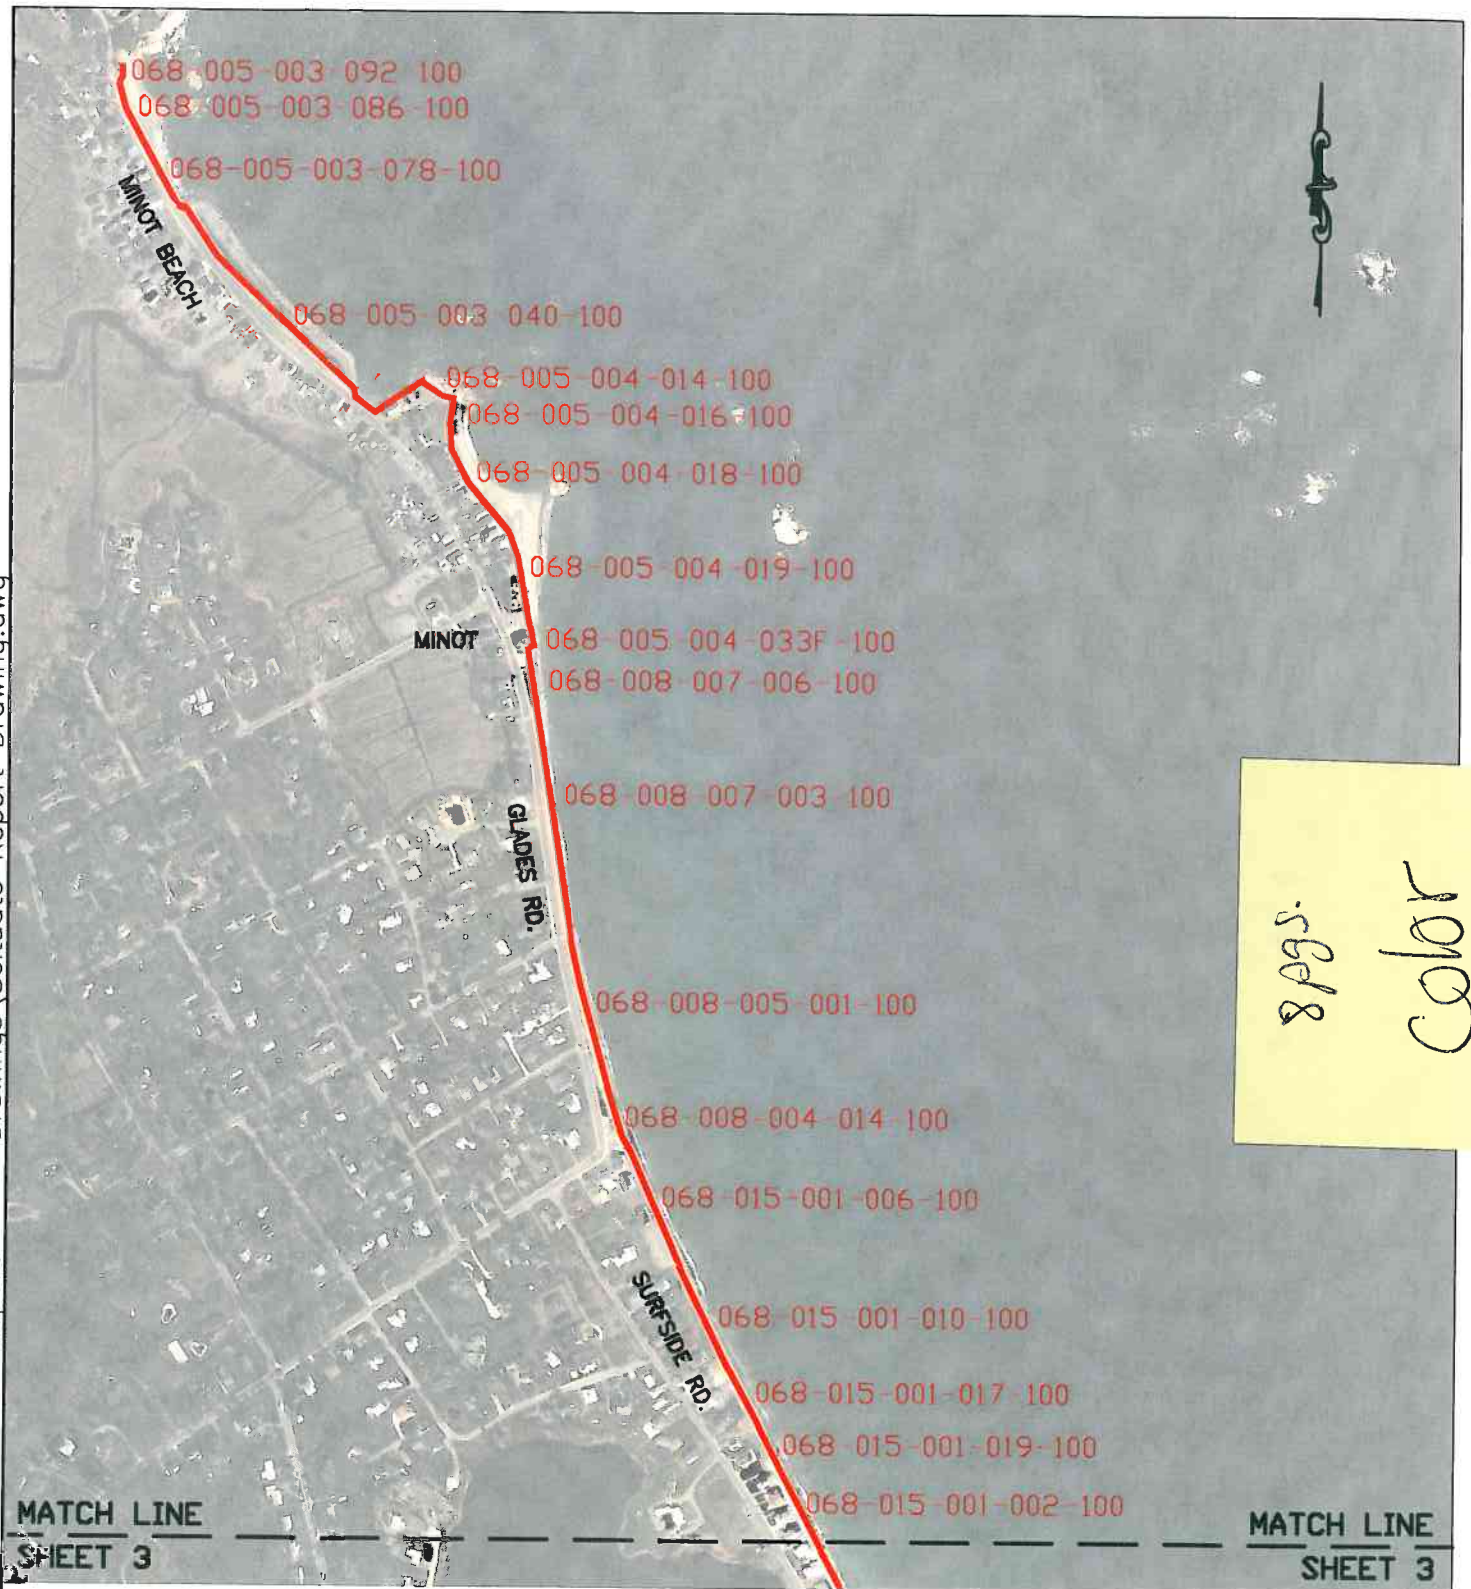 068-005-003-092-100
068-005-003-086-100
068-005-003-078-100
MINOT BEACH
068-005-003-040-100
068-005-004-014-100
068-005-004-016-100
068-005-004-018-100
068-005-004-019-100
MINOT
068-005-004-033F-100
068-008-007-006-100
068-008-007-003-100
GLADES RD.
8 pgs.
Color
068-008-005-001-100
068-008-004-014-100
068-015-001-006-100
SURFSIDE RD.
068-015-001-010-100
068-015-001-017-100
068-015-001-019-100
068-015-001-002-100
MATCH LINE
SHEET 3
MATCH LINE
SHEET 3